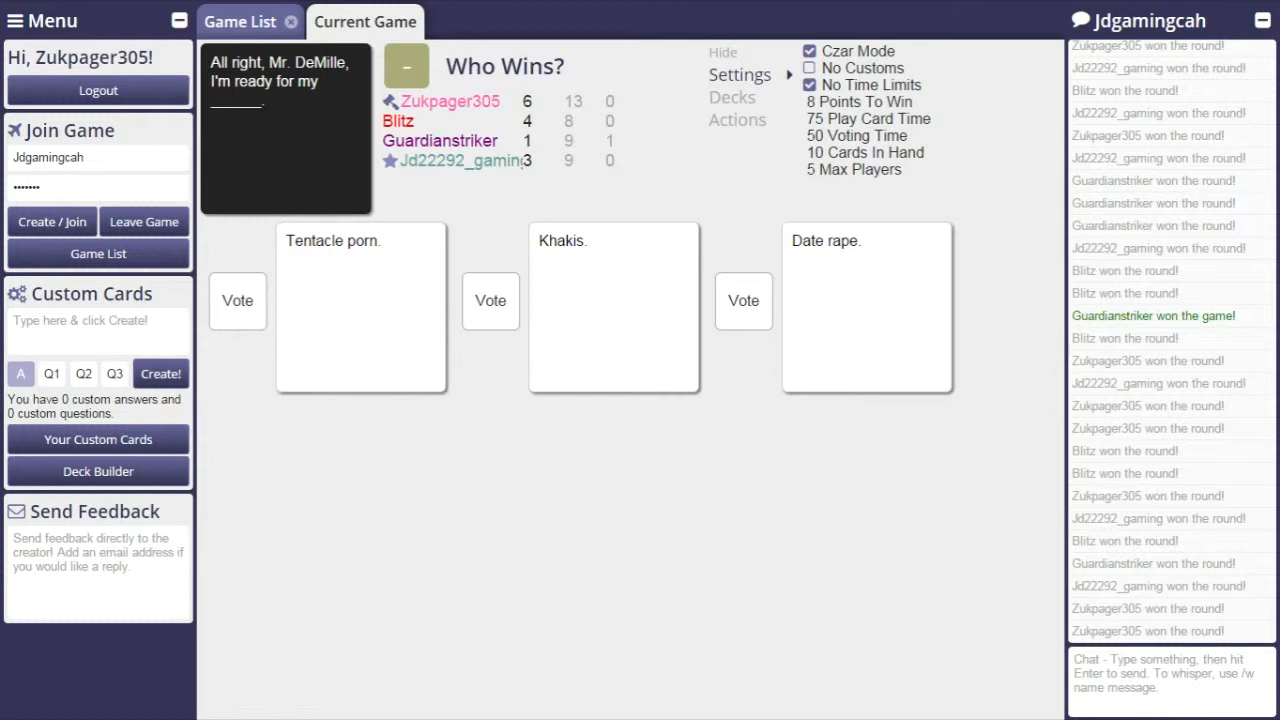 Menu
Hi, Zukpager305!
Logout
Join Game
Jdgamingcah
•••••••
Create / Join
Leave Game
Game List
Custom Cards
Type here & click Create!
A
Q1
Q2
Q3
Create!
You have 0 custom answers and
0 custom questions.
Your Custom Cards
Deck Builder
Send Feedback
Send feedback directly to the
creator! Add an email address if
you would like a reply.
Game List
Current Game
All right, Mr. DeMille,
I'm ready for my
______.
-
Who Wins?
Zukpager305 6 13 0
Blitz 4 8 0
Guardianstriker 1 9 1
Jd22292_gaming 3 9 0
Hide
Settings
Decks
Actions
Czar Mode
No Customs
No Time Limits
8 Points To Win
75 Play Card Time
50 Voting Time
10 Cards In Hand
5 Max Players
Vote
Tentacle porn.
Vote
Khakis.
Vote
Date rape.
Jdgamingcah
Zukpager305 won the round!
Jd22292_gaming won the round!
Blitz won the round!
Jd22292_gaming won the round!
Zukpager305 won the round!
Jd22292_gaming won the round!
Guardianstriker won the round!
Guardianstriker won the round!
Guardianstriker won the round!
Jd22292_gaming won the round!
Blitz won the round!
Blitz won the round!
Guardianstriker won the game!
Blitz won the round!
Zukpager305 won the round!
Jd22292_gaming won the round!
Zukpager305 won the round!
Zukpager305 won the round!
Blitz won the round!
Blitz won the round!
Zukpager305 won the round!
Jd22292_gaming won the round!
Blitz won the round!
Guardianstriker won the round!
Jd22292_gaming won the round!
Zukpager305 won the round!
Zukpager305 won the round!
Chat - Type something, then hit
Enter to send. To whisper, use /w
name message.